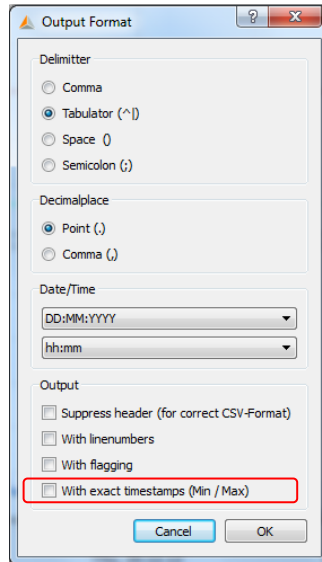 Output Format
Delimitter
Comma
Tabulator (^|)
Space ()
Semicolon (;)
Decimalplace
Point (.)
Comma (,)
Date/Time
DD:MM:YYYY
hh:mm
Output
Suppress header (for correct CSV-Format)
With linenumbers
With flagging
With exact timestamps (Min / Max)
Cancel OK